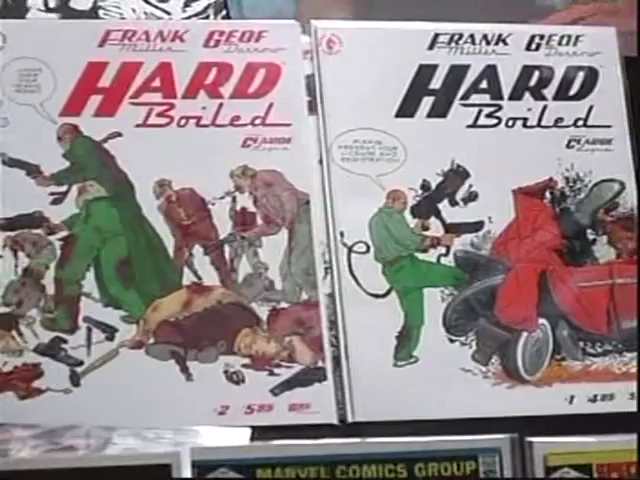 FRANK Miller GEOF Darrow
HARD
Boiled
CLAUDE
Legris
#2 5.95
FRANK Miller GEOF Darrow
HARD
Boiled
CLAUDE
Legris
PLEASE
PRESENT YOUR
LICENSE AND
REGISTRATION.
#1 4.95
MARVEL COMICS GROUP